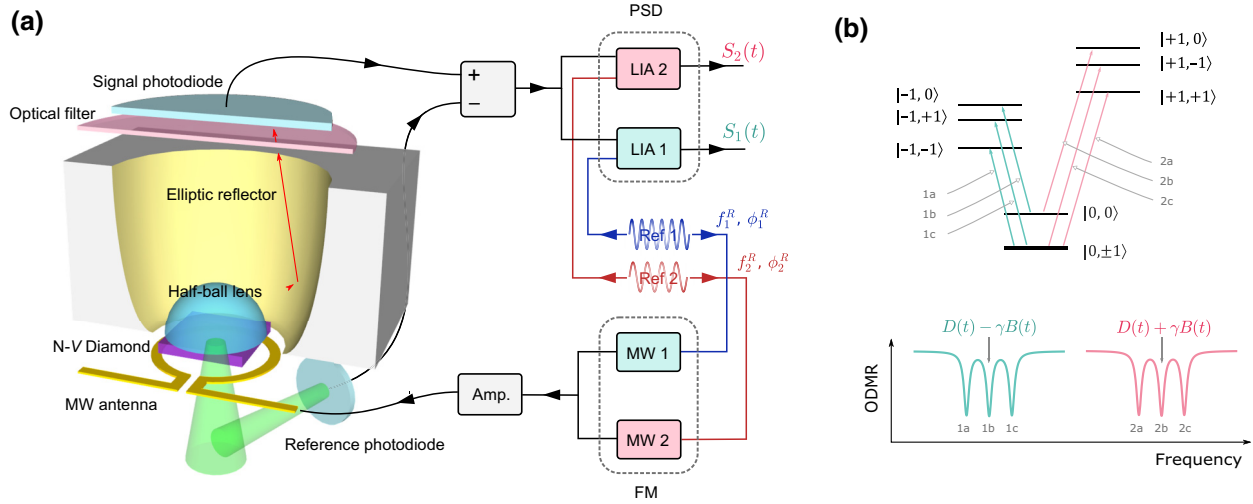 (a)
PSD
Signal photodiode
Optical filter
+
−
LIA 2
S₂(t)
LIA 1
S₁(t)
Elliptic reflector
Ref 1
f₁ᴿ, ϕ₁ᴿ
Ref 2
f₂ᴿ, ϕ₂ᴿ
Half-ball lens
N-V Diamond
MW antenna
Reference photodiode
Amp.
MW 1
MW 2
FM
(b)
|+1, 0⟩
|+1,−1⟩
|+1,+1⟩
|−1, 0⟩
|−1,+1⟩
|−1,−1⟩
1a
1b
1c
2a
2b
2c
|0, 0⟩
|0,±1⟩
D(t) − γB(t)
D(t) + γB(t)
ODMR
1a 1b 1c
2a 2b 2c
Frequency